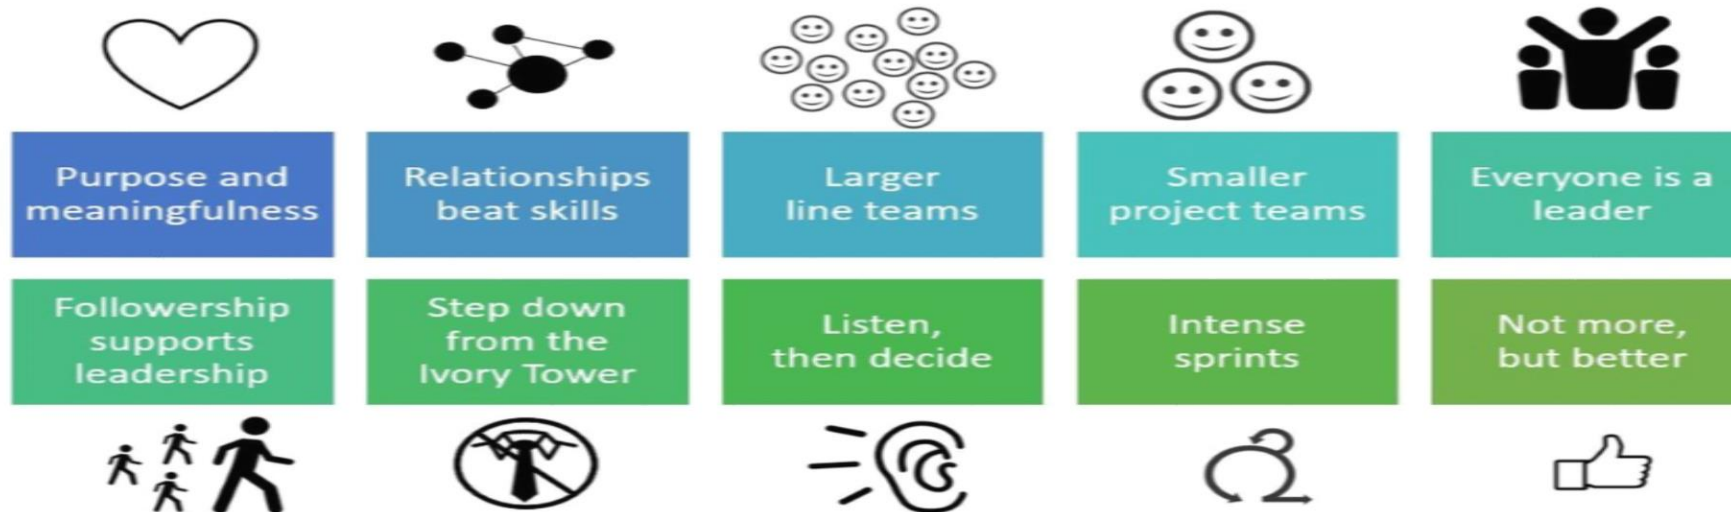 Purpose and
meaningfulness
Relationships
beat skills
Larger
line teams
Smaller
project teams
Everyone is a
leader
Followership
supports
leadership
Step down
from the
Ivory Tower
Listen,
then decide
Intense
sprints
Not more,
but better